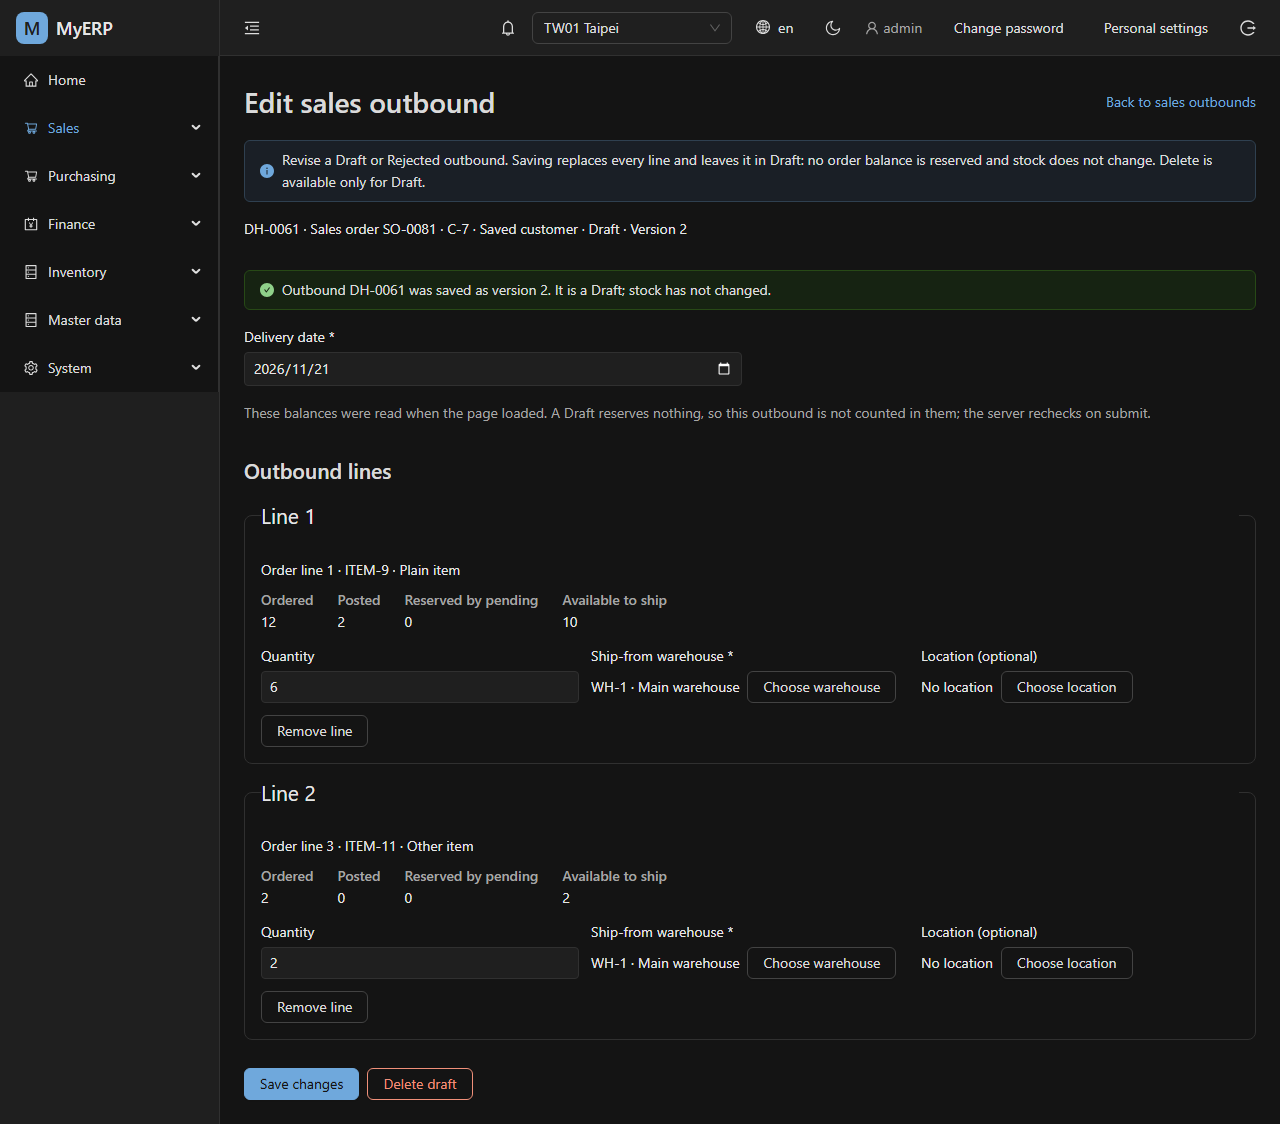 M MyERP
TW01 Taipei
en
admin
Change password
Personal settings
Home
Sales
Purchasing
Finance
Inventory
Master data
System
Edit sales outbound
Back to sales outbounds
Revise a Draft or Rejected outbound. Saving replaces every line and leaves it in Draft: no order balance is reserved and stock does not change. Delete is
available only for Draft.
DH-0061 · Sales order SO-0081 · C-7 · Saved customer · Draft · Version 2
Outbound DH-0061 was saved as version 2. It is a Draft; stock has not changed.
Delivery date *
2026/11/21
These balances were read when the page loaded. A Draft reserves nothing, so this outbound is not counted in them; the server rechecks on submit.
Outbound lines
Line 1
Order line 1 · ITEM-9 · Plain item
Ordered Posted Reserved by pending Available to ship
12 2 0 10
Quantity Ship-from warehouse * Location (optional)
6 WH-1 · Main warehouse Choose warehouse No location Choose location
Remove line
Line 2
Order line 3 · ITEM-11 · Other item
Ordered Posted Reserved by pending Available to ship
2 0 0 2
Quantity Ship-from warehouse * Location (optional)
2 WH-1 · Main warehouse Choose warehouse No location Choose location
Remove line
Save changes Delete draft